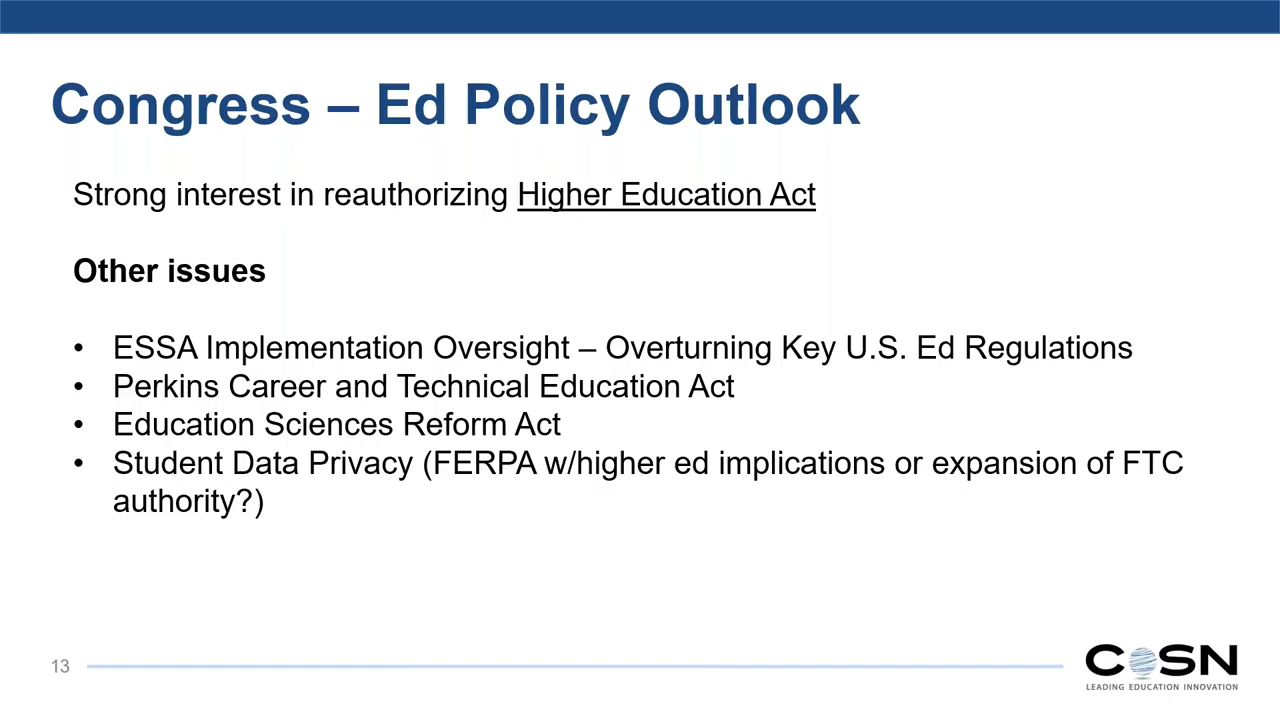 Congress – Ed Policy Outlook
Strong interest in reauthorizing Higher Education Act
Other issues
• ESSA Implementation Oversight – Overturning Key U.S. Ed Regulations
• Perkins Career and Technical Education Act
• Education Sciences Reform Act
• Student Data Privacy (FERPA w/higher ed implications or expansion of FTC
authority?)
13
COSN
LEADING EDUCATION INNOVATION